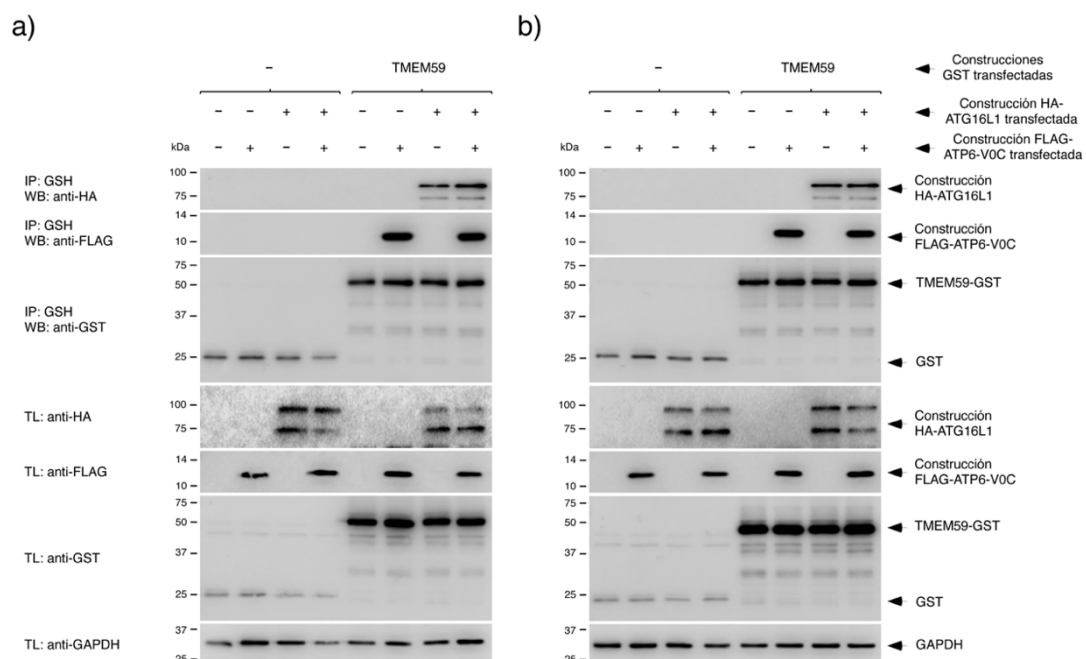 a)
b)
– TMEM59
– TMEM59
Construcciones
GST transfectadas
– – + + – – + +
– – + + – – + +
Construcción HA-
ATG16L1 transfectada
kDa – + – + – + – +
– + – + – + – +
Construcción FLAG-
ATP6-V0C transfectada
IP: GSH
WB: anti-HA
100
75
Construcción
HA-ATG16L1
IP: GSH
WB: anti-FLAG
14
10
Construcción
FLAG-ATP6-V0C
IP: GSH
WB: anti-GST
75
50
37
25
TMEM59-GST
GST
TL: anti-HA
100
75
Construcción
HA-ATG16L1
TL: anti-FLAG
14
10
Construcción
FLAG-ATP6-V0C
TL: anti-GST
75
50
37
25
TMEM59-GST
GST
TL: anti-GAPDH
37
25
GAPDH
kDa
100
75
14
10
75
50
37
25
100
75
14
10
75
50
37
25
37
25